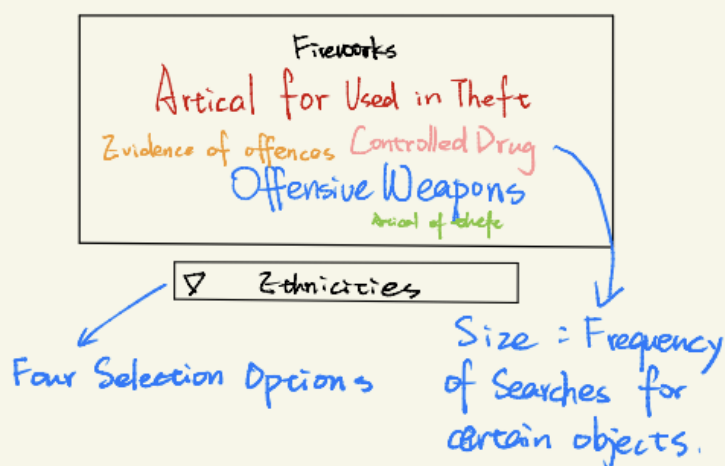 Fireworks
Artical for Used in Theft
Evidence of offences Controlled Drug
Offensive Weapons
Artical of thefe
▽ Ethnicities
Four Selection Options
Size = Frequency
of Searches for
certain objects.